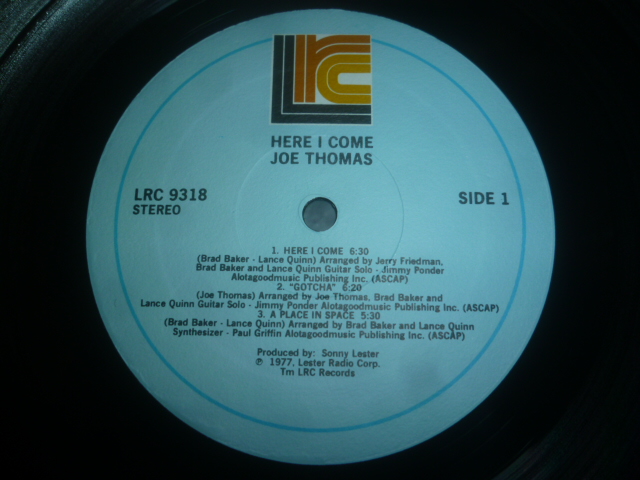 lrc
HERE I COME
JOE THOMAS
LRC 9318
STEREO
SIDE 1
1. HERE I COME 6:30
(Brad Baker - Lance Quinn) Arranged by Jerry Friedman,
Brad Baker and Lance Quinn Guitar Solo - Jimmy Ponder
Alotagoodmusic Publishing Inc. (ASCAP)
2. "GOTCHA" 6:20
(Joe Thomas) Arranged by Joe Thomas, Brad Baker and
Lance Quinn Guitar Solo - Jimmy Ponder Alotagoodmusic Publishing Inc. (ASCAP)
3. A PLACE IN SPACE 5:30
(Brad Baker - Lance Quinn) Arranged by Brad Baker and Lance Quinn
Synthesizer - Paul Griffin Alotagoodmusic Publishing Inc. (ASCAP)
Produced by: Sonny Lester
℗ 1977, Lester Radio Corp.
Tm LRC Records